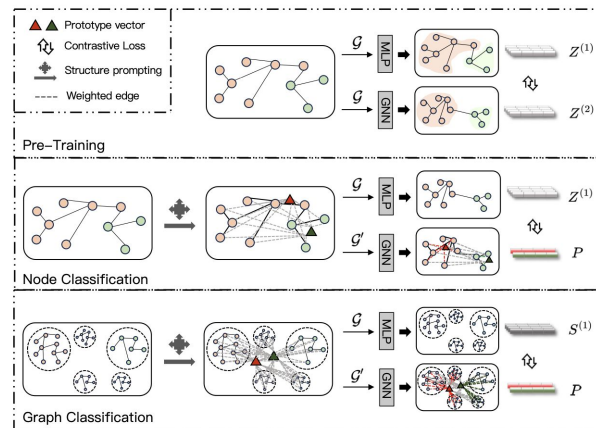 Prototype vector
Contrastive Loss
Structure prompting
Weighted edge
Pre-Training
𝒢 MLP Z^{(1)}
𝒢 GNN Z^{(2)}
Node Classification
𝒢 MLP Z^{(1)}
𝒢′ GNN P
Graph Classification
𝒢 MLP S^{(1)}
𝒢′ GNN P